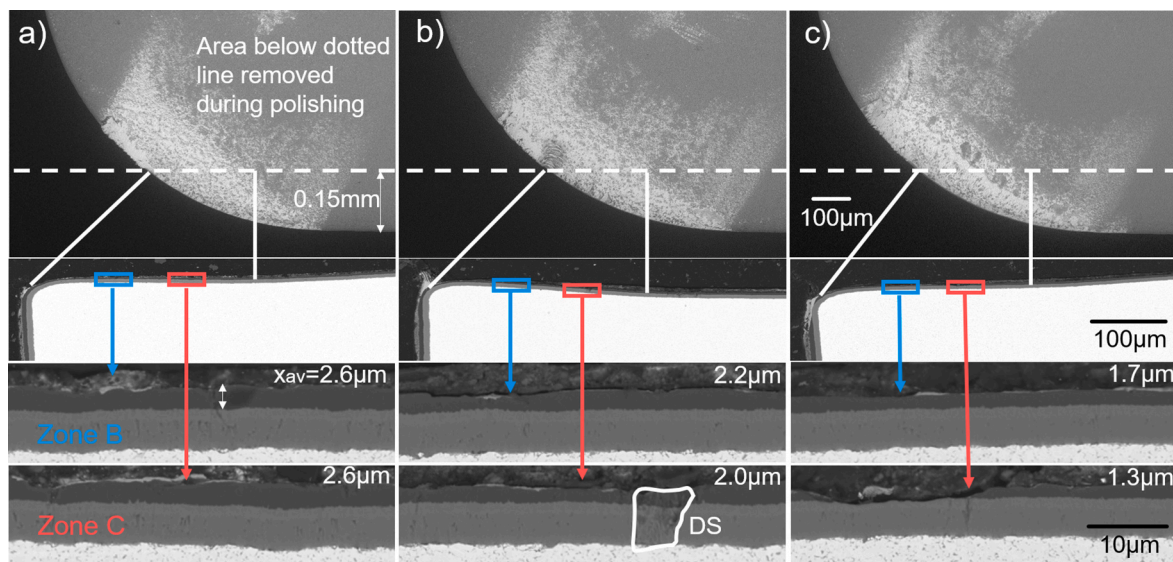 a)
Area below dotted
line removed
during polishing
0.15mm
b)
c)
100μm
100μm
xav=2.6μm
2.2μm
1.7μm
Zone B
2.6μm
2.0μm
1.3μm
Zone C
DS
10μm